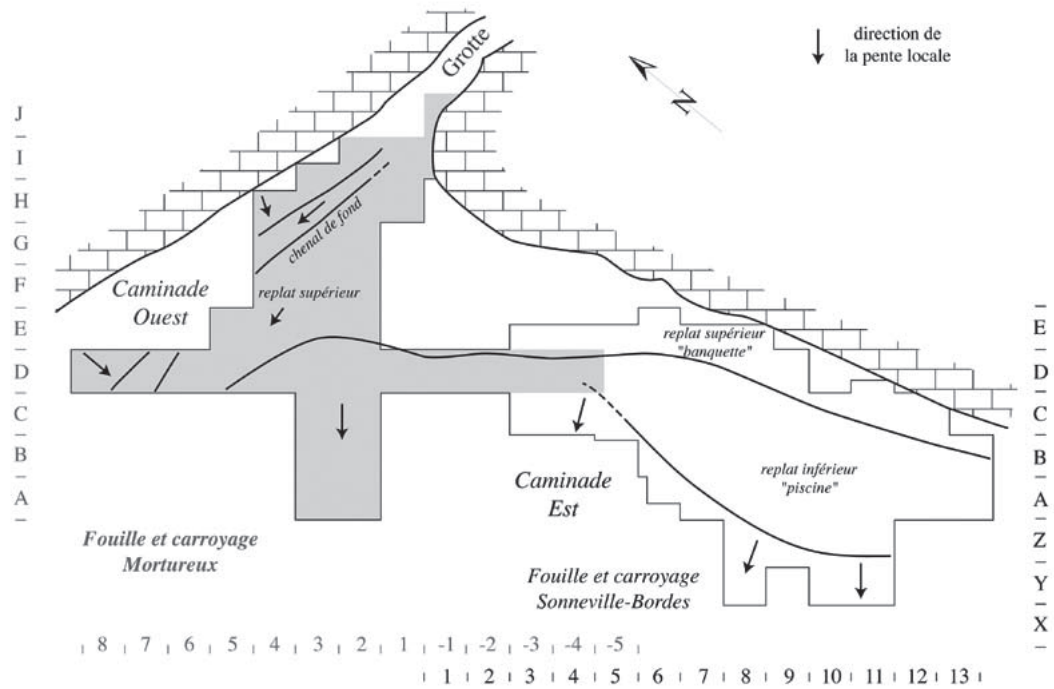 direction de
la pente locale
Grotte
N
J
I
H
G
F
E
D
C
B
A
chenal de fond
replat supérieur
Caminade
Ouest
replat supérieur
"banquette"
replat inférieur
"piscine"
Caminade
Est
Fouille et carroyage
Mortureux
Fouille et carroyage
Sonneville-Bordes
E
D
C
B
A
Z
Y
X
8 7 6 5 4 3 2 1 -1 -2 -3 -4 -5
1 2 3 4 5 6 7 8 9 10 11 12 13